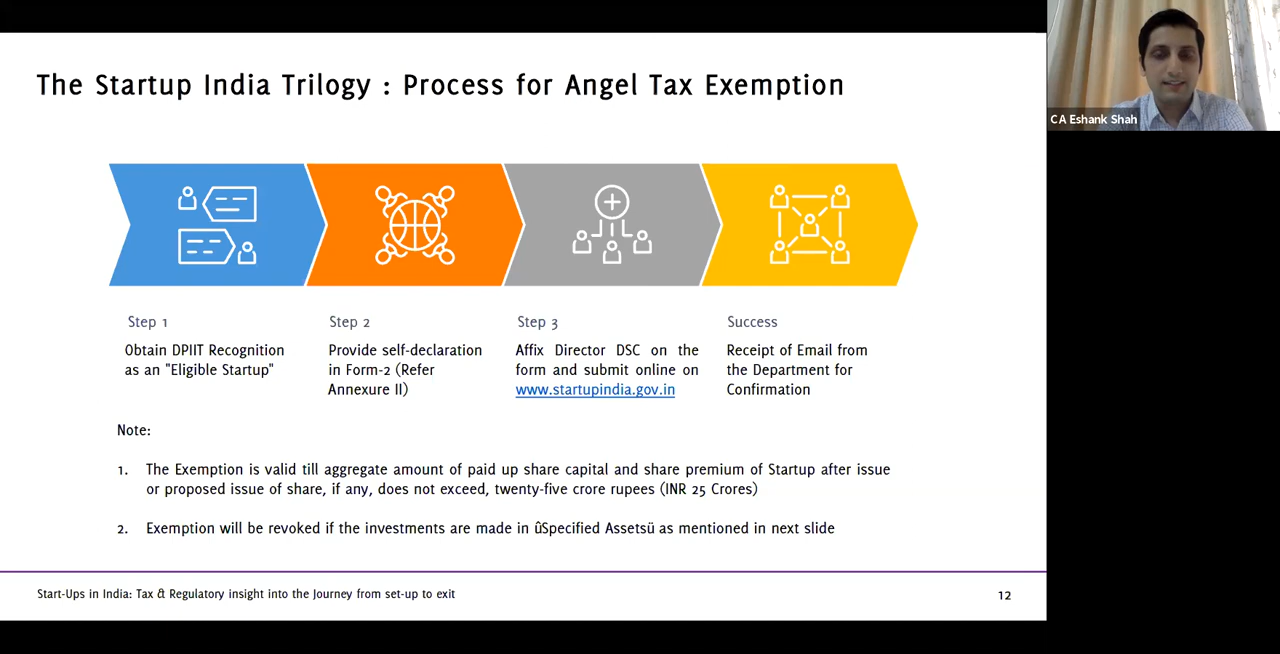 The Startup India Trilogy : Process for Angel Tax Exemption
CA Eshank Shah
Step 1
Obtain DPIIT Recognition
as an "Eligible Startup"
Step 2
Provide self-declaration
in Form-2 (Refer
Annexure II)
Step 3
Affix Director DSC on the
form and submit online on
www.startupindia.gov.in
Success
Receipt of Email from
the Department for
Confirmation
Note:
1. The Exemption is valid till aggregate amount of paid up share capital and share premium of Startup after issue
or proposed issue of share, if any, does not exceed, twenty-five crore rupees (INR 25 Crores)
2. Exemption will be revoked if the investments are made in ûSpecified Assetsü as mentioned in next slide
Start-Ups in India: Tax & Regulatory insight into the Journey from set-up to exit
12